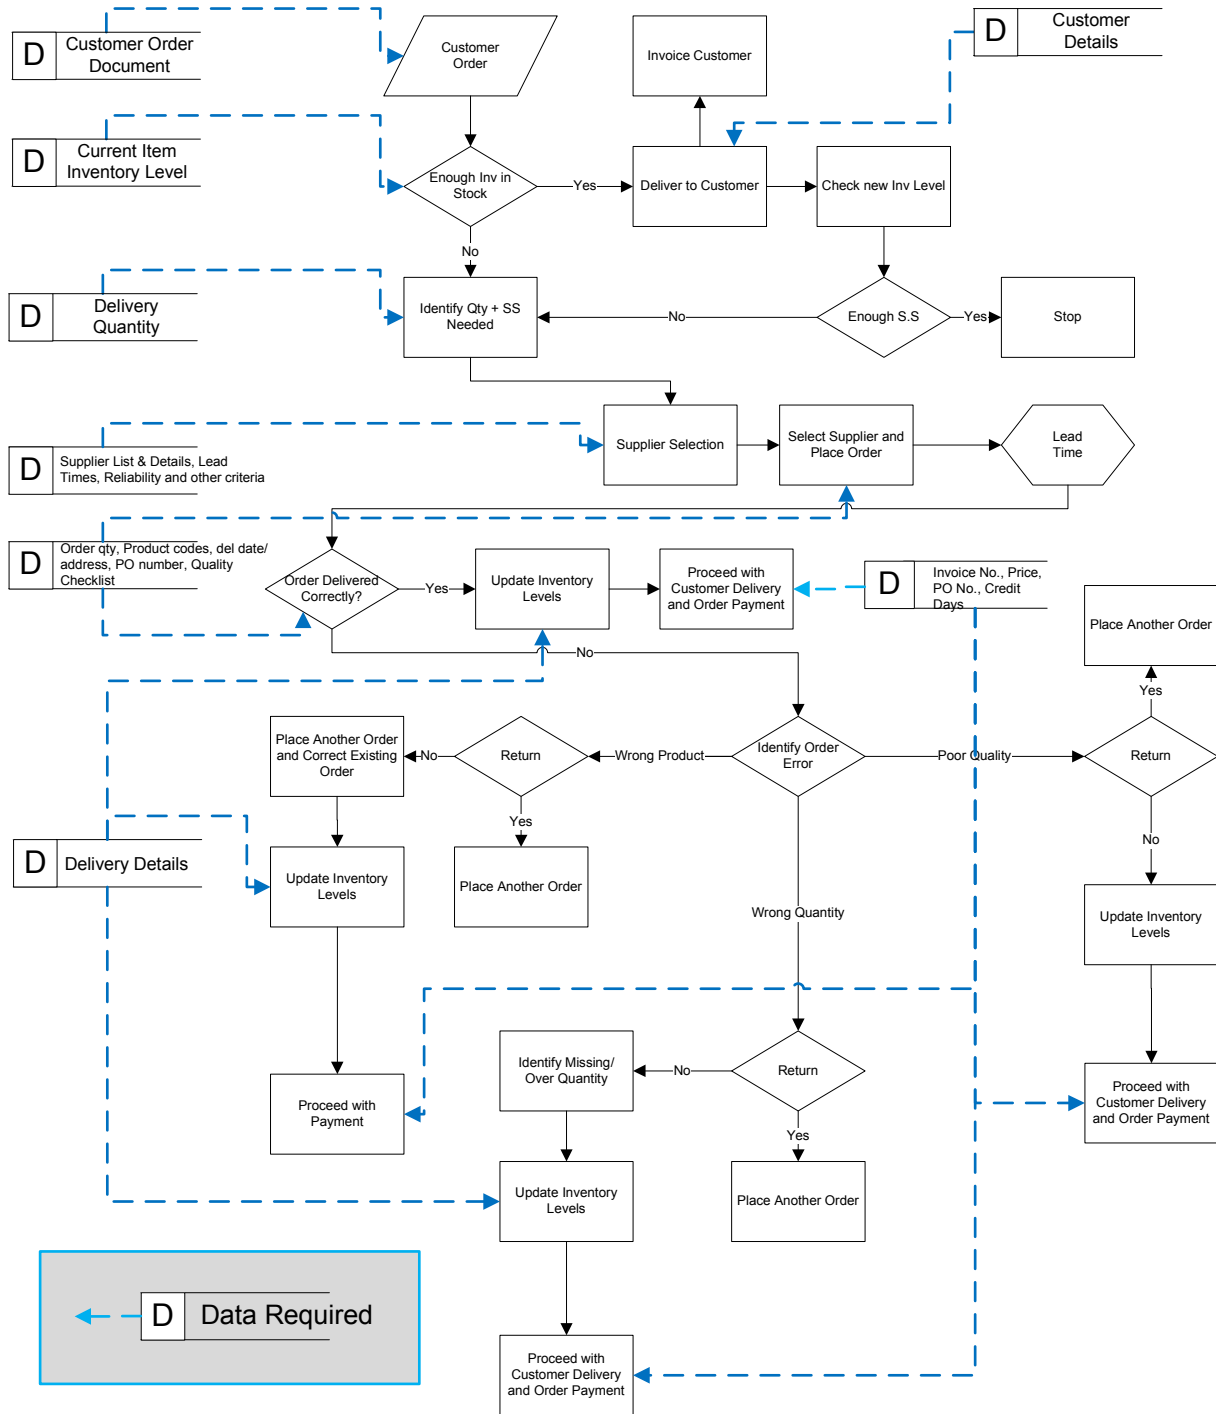 D
Customer Order
Document
Customer
Order
Invoice Customer
D
Customer
Details
D
Current Item
Inventory Level
Enough Inv in
Stock
Yes
Deliver to Customer
Check new Inv Level
No
D
Delivery
Quantity
Identify Qty + SS
Needed
No
Enough S.S
Yes
Stop
D
Supplier List & Details, Lead
Times, Reliability and other criteria
Supplier Selection
Select Supplier and
Place Order
Lead
Time
D
Order qty, Product codes, del date/
address, PO number, Quality
Checklist
Order Delivered
Correctly?
Yes
Update Inventory
Levels
Proceed with
Customer Delivery
and Order Payment
D
Invoice No., Price,
PO No., Credit
Days
Place Another Order
No
Yes
Place Another Order
and Correct Existing
Order
No
Return
Wrong Product
Identify Order
Error
Poor Quality
Return
Yes
No
D
Delivery Details
Update Inventory
Levels
Place Another Order
Wrong Quantity
Update Inventory
Levels
Identify Missing/
Over Quantity
No
Return
Proceed with
Payment
Proceed with
Customer Delivery
and Order Payment
Yes
Update Inventory
Levels
Place Another Order
D
Data Required
Proceed with
Customer Delivery
and Order Payment